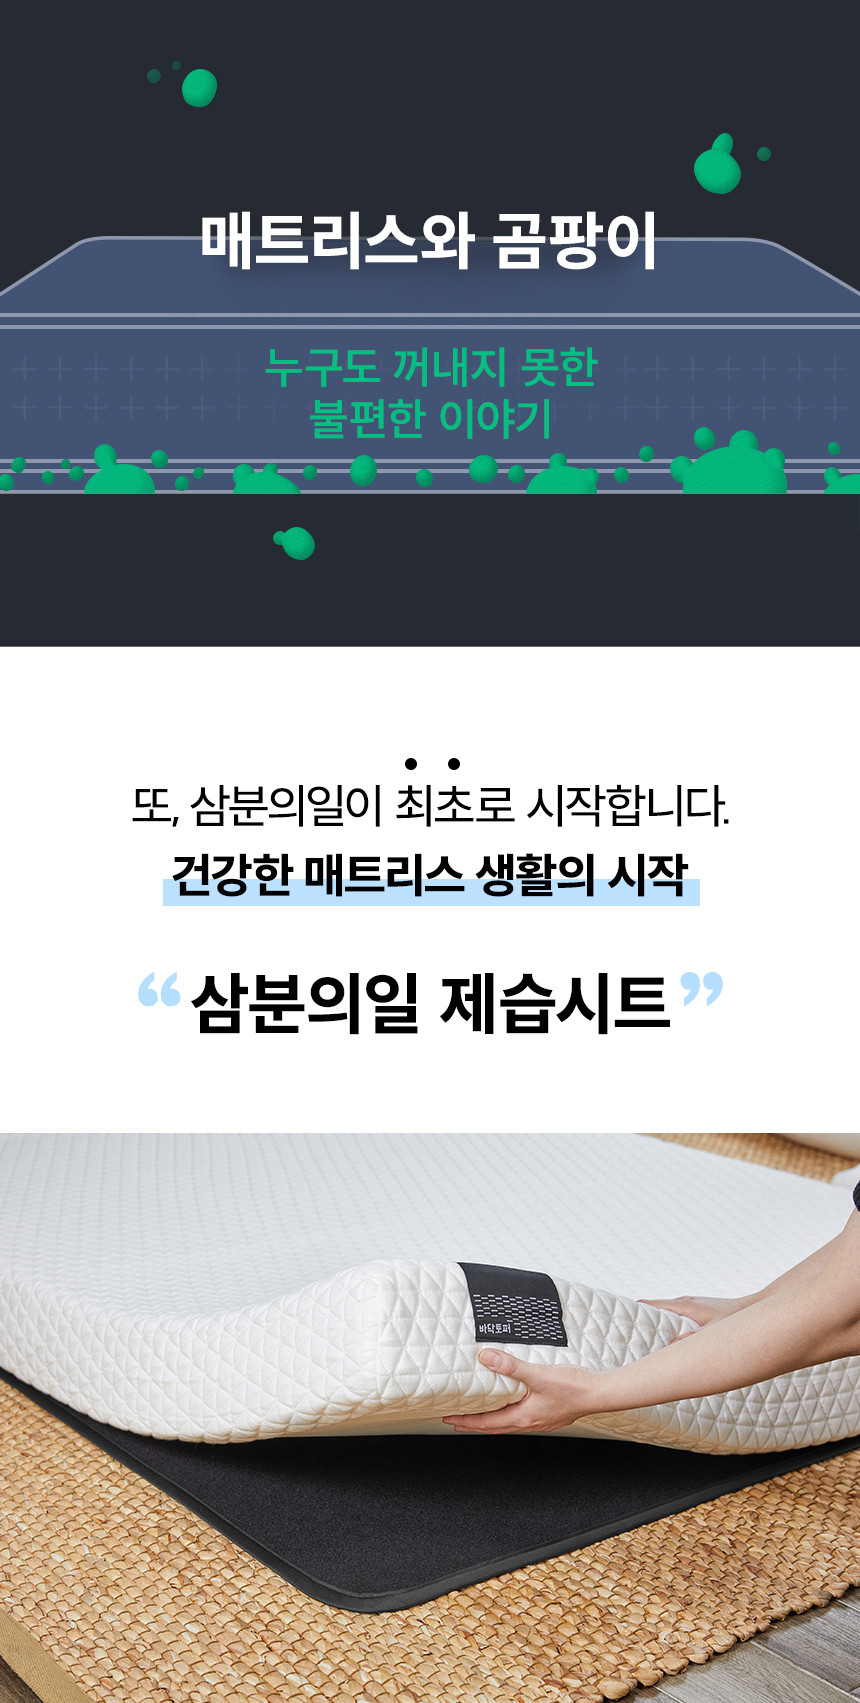 매트리스와 곰팡이
누구도 꺼내지 못한
불편한 이야기
또, 삼분의일이 최초로 시작합니다.
건강한 매트리스 생활의 시작
“삼분의일 제습시트”
바닥토퍼